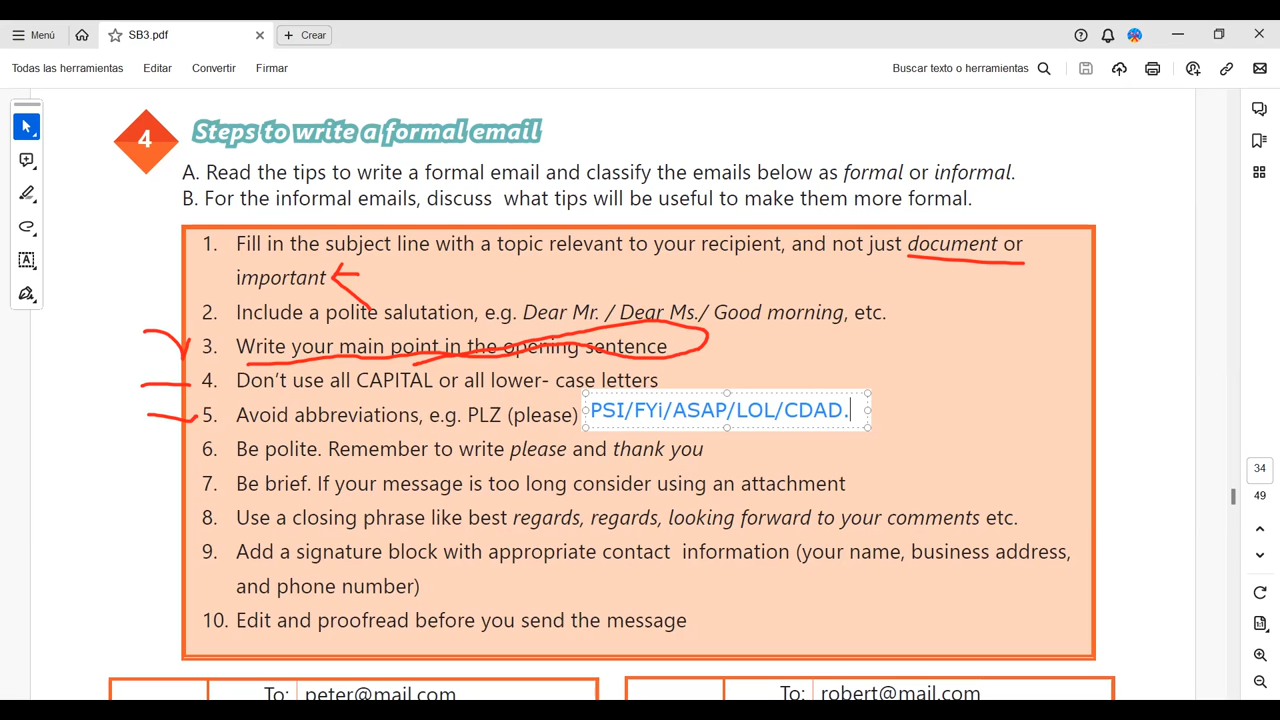 Menú
SB3.pdf
Crear
Todas las herramientas
Editar
Convertir
Firmar
Buscar texto o herramientas
4
Steps to write a formal email
A. Read the tips to write a formal email and classify the emails below as formal or informal.
B. For the informal emails, discuss what tips will be useful to make them more formal.
1. Fill in the subject line with a topic relevant to your recipient, and not just document or
important
2. Include a polite salutation, e.g. Dear Mr. / Dear Ms./ Good morning, etc.
3. Write your main point in the opening sentence
4. Don't use all CAPITAL or all lower- case letters
5. Avoid abbreviations, e.g. PLZ (please) PSI/FYi/ASAP/LOL/CDAD.
6. Be polite. Remember to write please and thank you
7. Be brief. If your message is too long consider using an attachment
8. Use a closing phrase like best regards, regards, looking forward to your comments etc.
9. Add a signature block with appropriate contact information (your name, business address,
and phone number)
10. Edit and proofread before you send the message
To: peter@mail.com
To: robert@mail.com
34
49